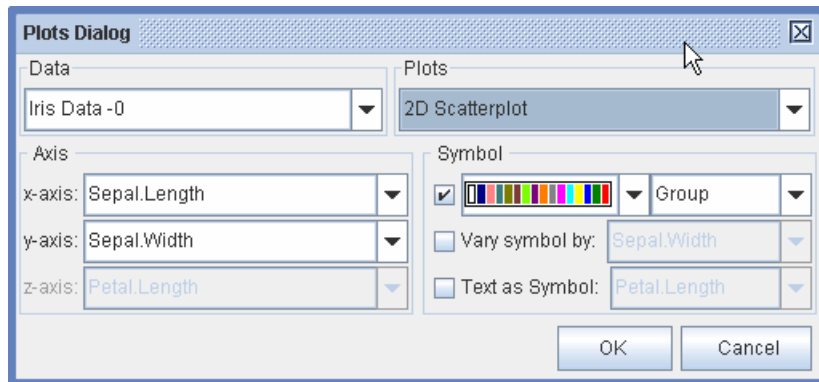 Plots Dialog
Data
Plots
Iris Data -0
2D Scatterplot
Axis
Symbol
x-axis: Sepal.Length
Group
y-axis: Sepal.Width
Vary symbol by: Sepal.Width
z-axis: Petal.Length
Text as Symbol: Petal.Length
OK
Cancel